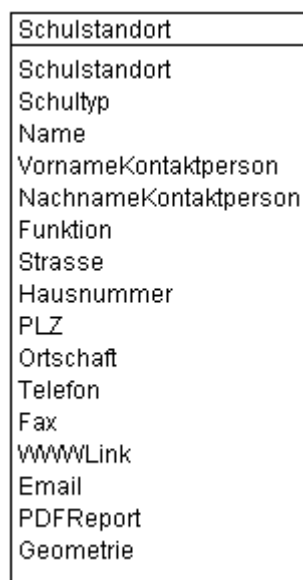 Schulstandort
Schulstandort
Schultyp
Name
VornameKontaktperson
NachnameKontaktperson
Funktion
Strasse
Hausnummer
PLZ
Ortschaft
Telefon
Fax
WWWLink
Email
PDFReport
Geometrie